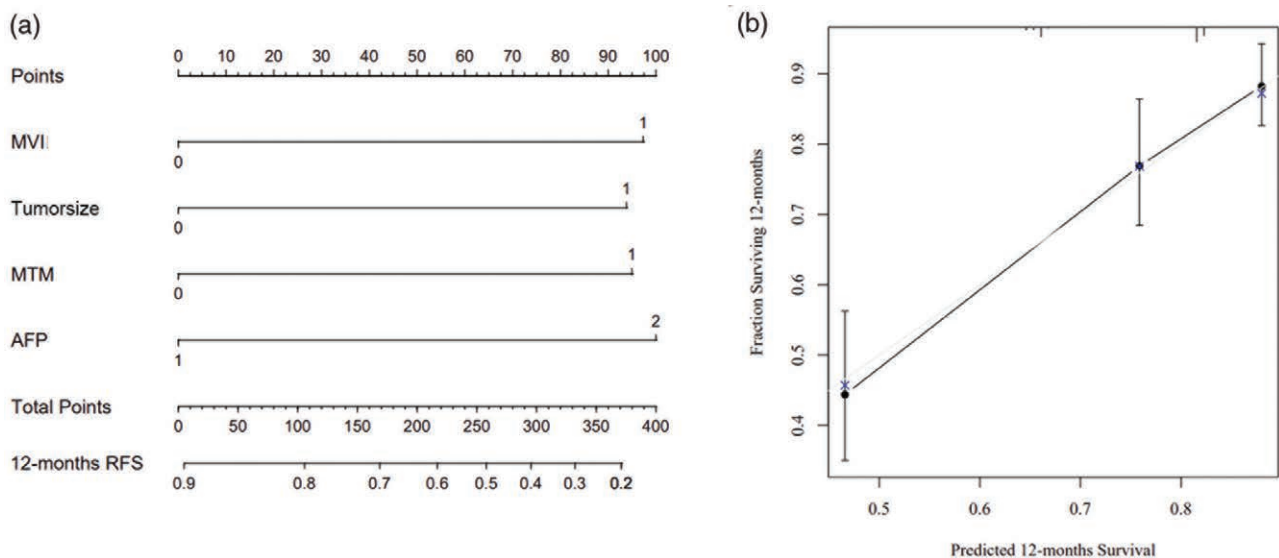 (a)
0 10 20 30 40 50 60 70 80 90 100
Points
1
MVI
0
1
Tumorsize
0
1
MTM
0
2
AFP
1
Total Points
0 50 100 150 200 250 300 350 400
12-months RFS
0.9 0.8 0.7 0.6 0.5 0.4 0.3 0.2
(b)
Fraction Surviving 12-months
0.9
0.8
0.7
0.6
0.5
0.4
0.5 0.6 0.7 0.8
Predicted 12-months Survival